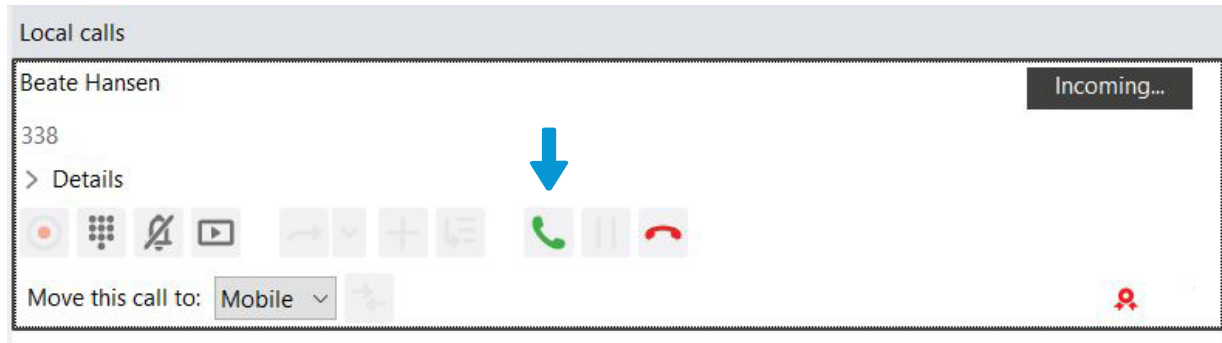 Local calls
Beate Hansen
Incoming...
338
Details
Move this call to: Mobile